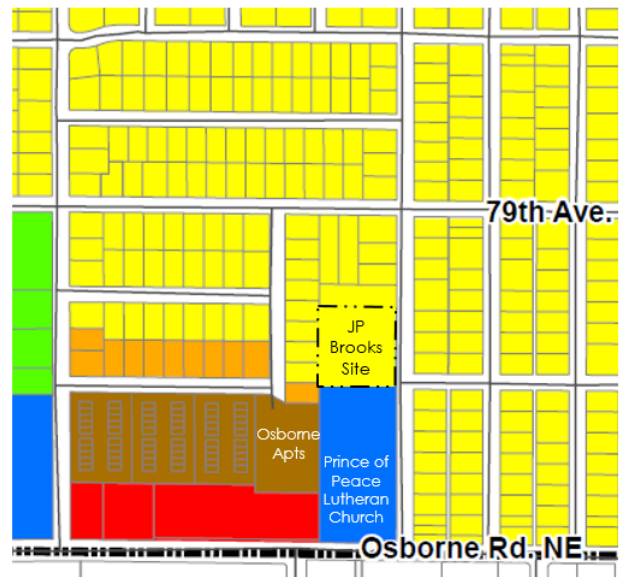 79th Ave.
JP
Brooks
Site
Osborne
Apts
Prince of
Peace
Lutheran
Church
Osborne Rd. NE